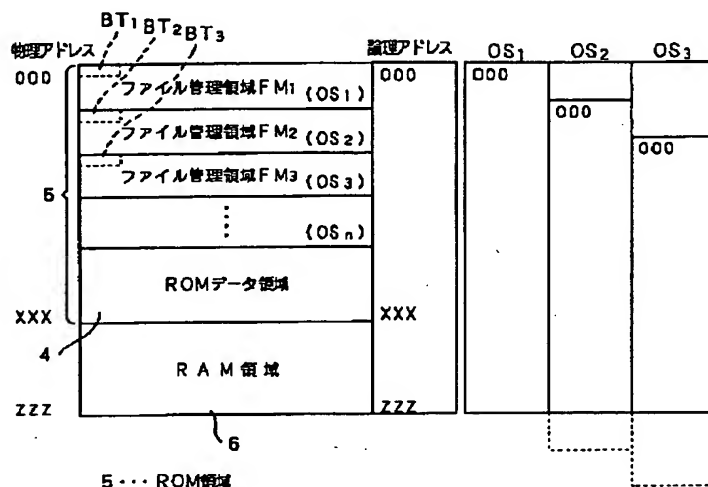 BT1 BT2 BT3
物理アドレス 論理アドレス OS1 OS2 OS3
000 ファイル管理領域FM1 (OS1) 000 000
ファイル管理領域FM2 (OS2) 000
ファイル管理領域FM3 (OS3) 000
5
⋮ (OSn)
ROMデータ領域
XXX XXX
4
RAM領域
ZZZ ZZZ
6
5・・・ROM領域